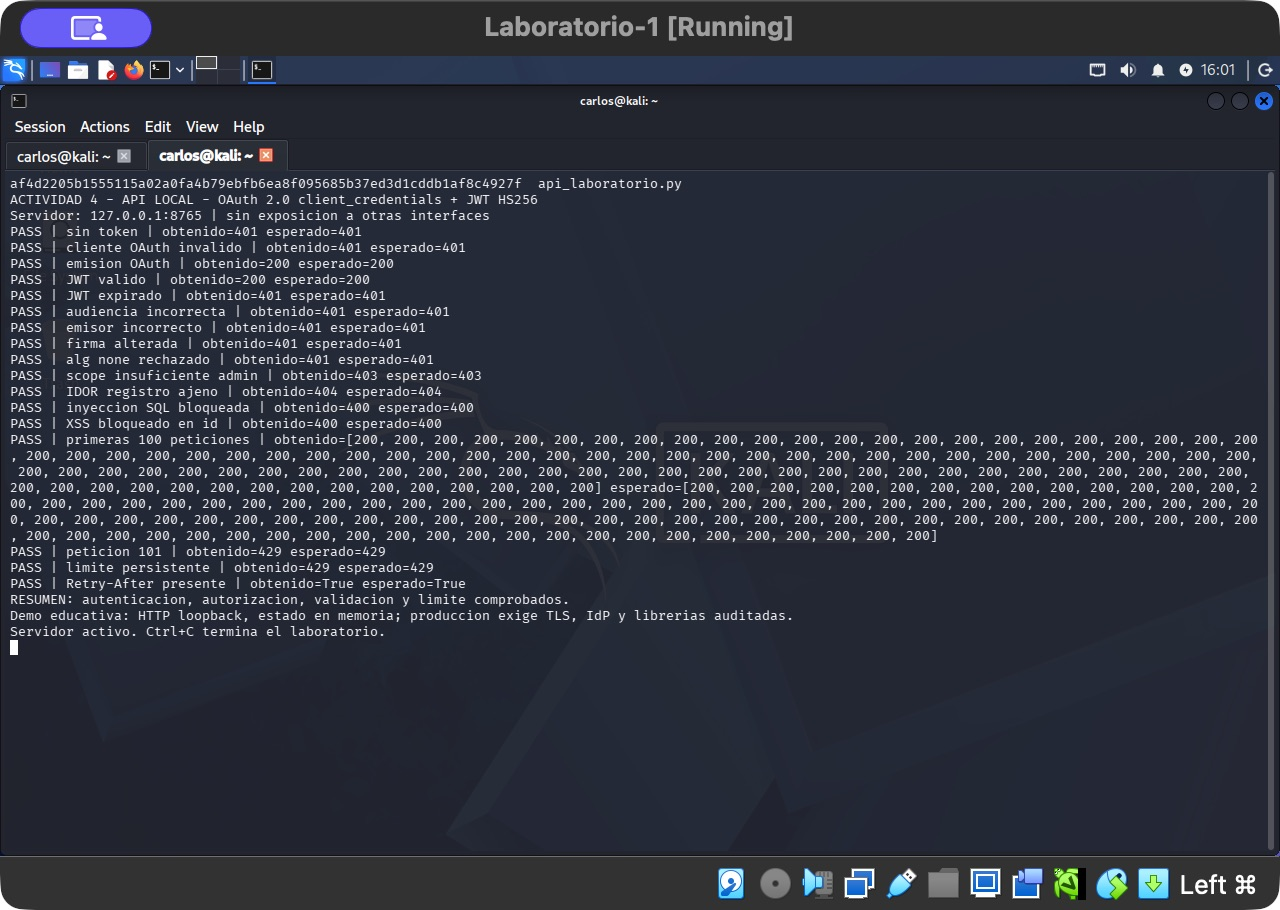 Laboratorio-1 [Running]
16:01
carlos@kali: ~
Session Actions Edit View Help
carlos@kali: ~ carlos@kali: ~
af4d2205b1555115a02a0fa4b79ebfb6ea8f095685b37ed3d1cddb1af8c4927f  api_laboratorio.py
ACTIVIDAD 4 - API LOCAL - OAuth 2.0 client_credentials + JWT HS256
Servidor: 127.0.0.1:8765 | sin exposicion a otras interfaces
PASS | sin token | obtenido=401 esperado=401
PASS | cliente OAuth invalido | obtenido=401 esperado=401
PASS | emision OAuth | obtenido=200 esperado=200
PASS | JWT valido | obtenido=200 esperado=200
PASS | JWT expirado | obtenido=401 esperado=401
PASS | audiencia incorrecta | obtenido=401 esperado=401
PASS | emisor incorrecto | obtenido=401 esperado=401
PASS | firma alterada | obtenido=401 esperado=401
PASS | alg none rechazado | obtenido=401 esperado=401
PASS | scope insuficiente admin | obtenido=403 esperado=403
PASS | IDOR registro ajeno | obtenido=404 esperado=404
PASS | inyeccion SQL bloqueada | obtenido=400 esperado=400
PASS | XSS bloqueado en id | obtenido=400 esperado=400
PASS | primeras 100 peticiones | obtenido=[200, 200, 200, 200, 200, 200, 200, 200, 200, 200, 200, 200, 200, 200, 200, 200, 200, 200, 200, 200, 200, 200, 200
, 200, 200, 200, 200, 200, 200, 200, 200, 200, 200, 200, 200, 200, 200, 200, 200, 200, 200, 200, 200, 200, 200, 200, 200, 200, 200, 200, 200, 200, 200, 200,
 200, 200, 200, 200, 200, 200, 200, 200, 200, 200, 200, 200, 200, 200, 200, 200, 200, 200, 200, 200, 200, 200, 200, 200, 200, 200, 200, 200, 200, 200, 200,
200, 200, 200, 200, 200, 200, 200, 200, 200, 200, 200, 200, 200, 200, 200] esperado=[200, 200, 200, 200, 200, 200, 200, 200, 200, 200, 200, 200, 200, 200, 2
00, 200, 200, 200, 200, 200, 200, 200, 200, 200, 200, 200, 200, 200, 200, 200, 200, 200, 200, 200, 200, 200, 200, 200, 200, 200, 200, 200, 200, 200, 200, 20
0, 200, 200, 200, 200, 200, 200, 200, 200, 200, 200, 200, 200, 200, 200, 200, 200, 200, 200, 200, 200, 200, 200, 200, 200, 200, 200, 200, 200, 200, 200, 200
, 200, 200, 200, 200, 200, 200, 200, 200, 200, 200, 200, 200, 200, 200, 200, 200, 200, 200, 200, 200, 200, 200, 200]
PASS | peticion 101 | obtenido=429 esperado=429
PASS | limite persistente | obtenido=429 esperado=429
PASS | Retry-After presente | obtenido=True esperado=True
RESUMEN: autenticacion, autorizacion, validacion y limite comprobados.
Demo educativa: HTTP loopback, estado en memoria; produccion exige TLS, IdP y librerias auditadas.
Servidor activo. Ctrl+C termina el laboratorio.
Left ⌘